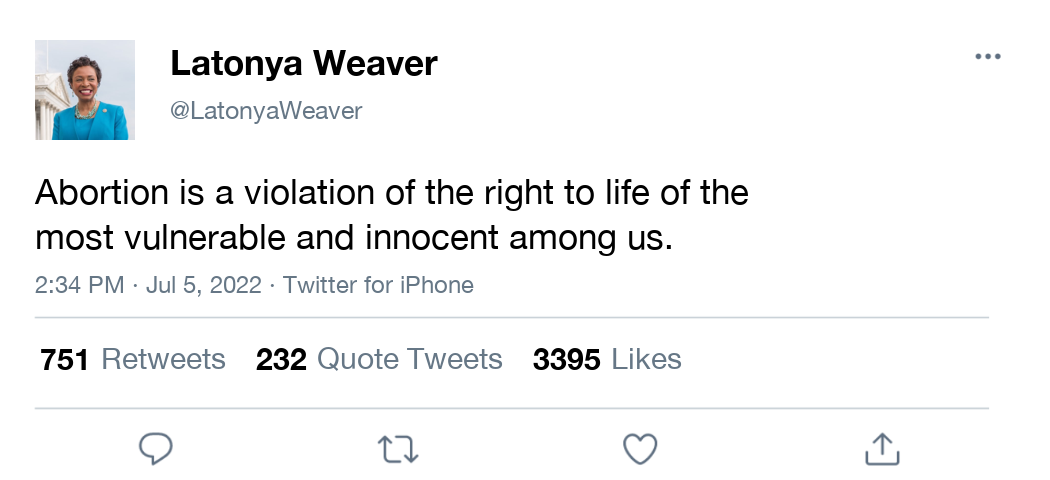 Latonya Weaver
@LatonyaWeaver
Abortion is a violation of the right to life of the
most vulnerable and innocent among us.
2:34 PM · Jul 5, 2022 · Twitter for iPhone
751 Retweets 232 Quote Tweets 3395 Likes